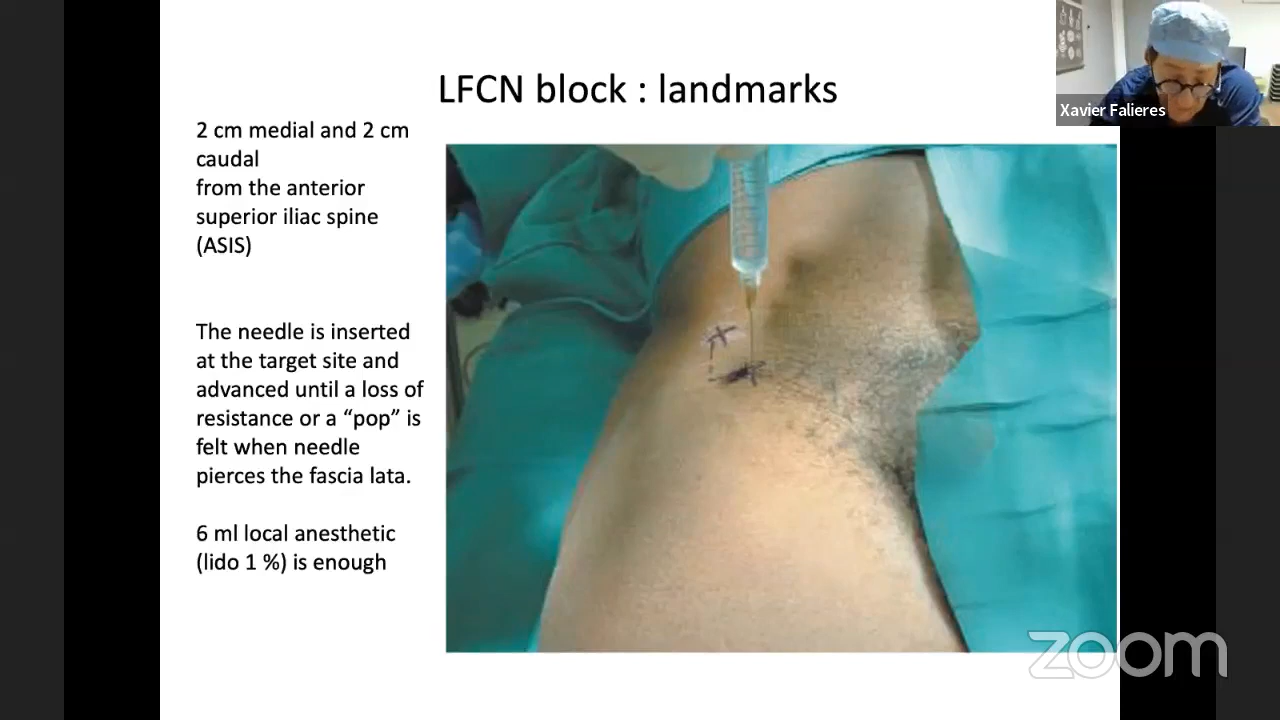 LFCN block : landmarks
2 cm medial and 2 cm
caudal
from the anterior
superior iliac spine
(ASIS)
The needle is inserted
at the target site and
advanced until a loss of
resistance or a “pop” is
felt when needle
pierces the fascia lata.
6 ml local anesthetic
(lido 1 %) is enough
Xavier Falieres
zoom